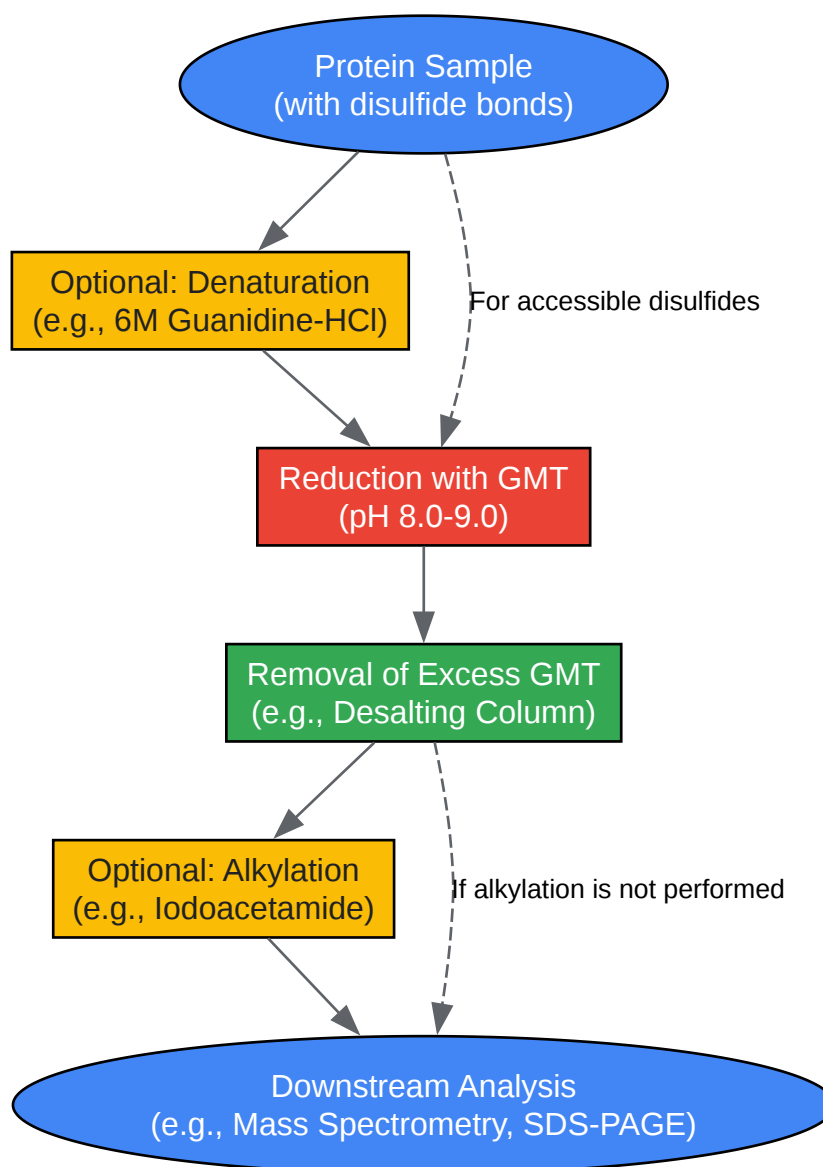 Protein Sample
(with disulfide bonds)
Optional: Denaturation
(e.g., 6M Guanidine-HCl)
For accessible disulfides
Reduction with GMT
(pH 8.0-9.0)
Removal of Excess GMT
(e.g., Desalting Column)
Optional: Alkylation
(e.g., Iodoacetamide)
If alkylation is not performed
Downstream Analysis
(e.g., Mass Spectrometry, SDS-PAGE)